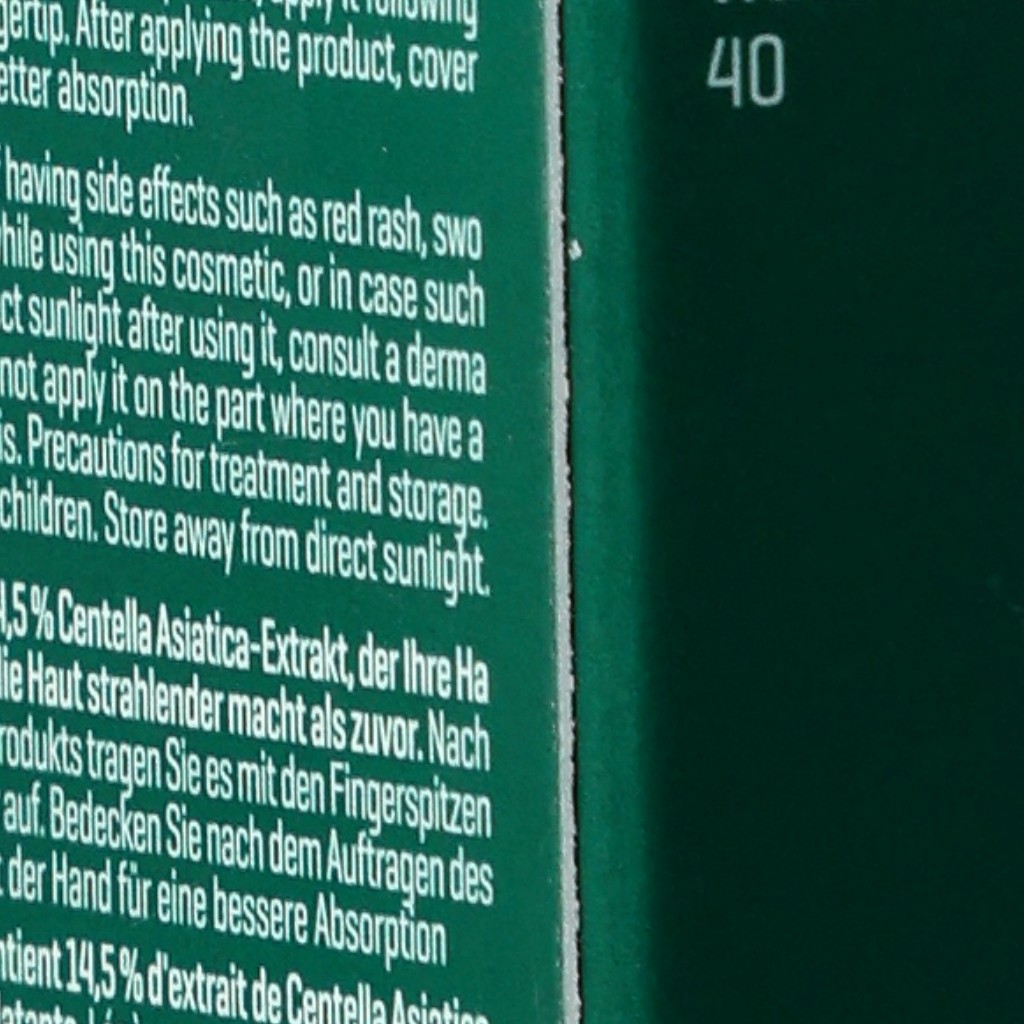 apply it following
gertip. After applying the product, cover
etter absorption.
having side effects such as red rash, swo
hile using this cosmetic, or in case such
ct sunlight after using it, consult a derma
not apply it on the part where you have a
is. Precautions for treatment and storage.
children. Store away from direct sunlight.
4,5 % Centella Asiatica-Extrakt, der Ihre Ha
die Haut strahlender macht als zuvor. Nach
rodukts tragen Sie es mit den Fingerspitzen
auf. Bedecken Sie nach dem Auftragen des
t der Hand für eine bessere Absorption
ntient 14,5 % d'extrait de Centella Asiatica
40